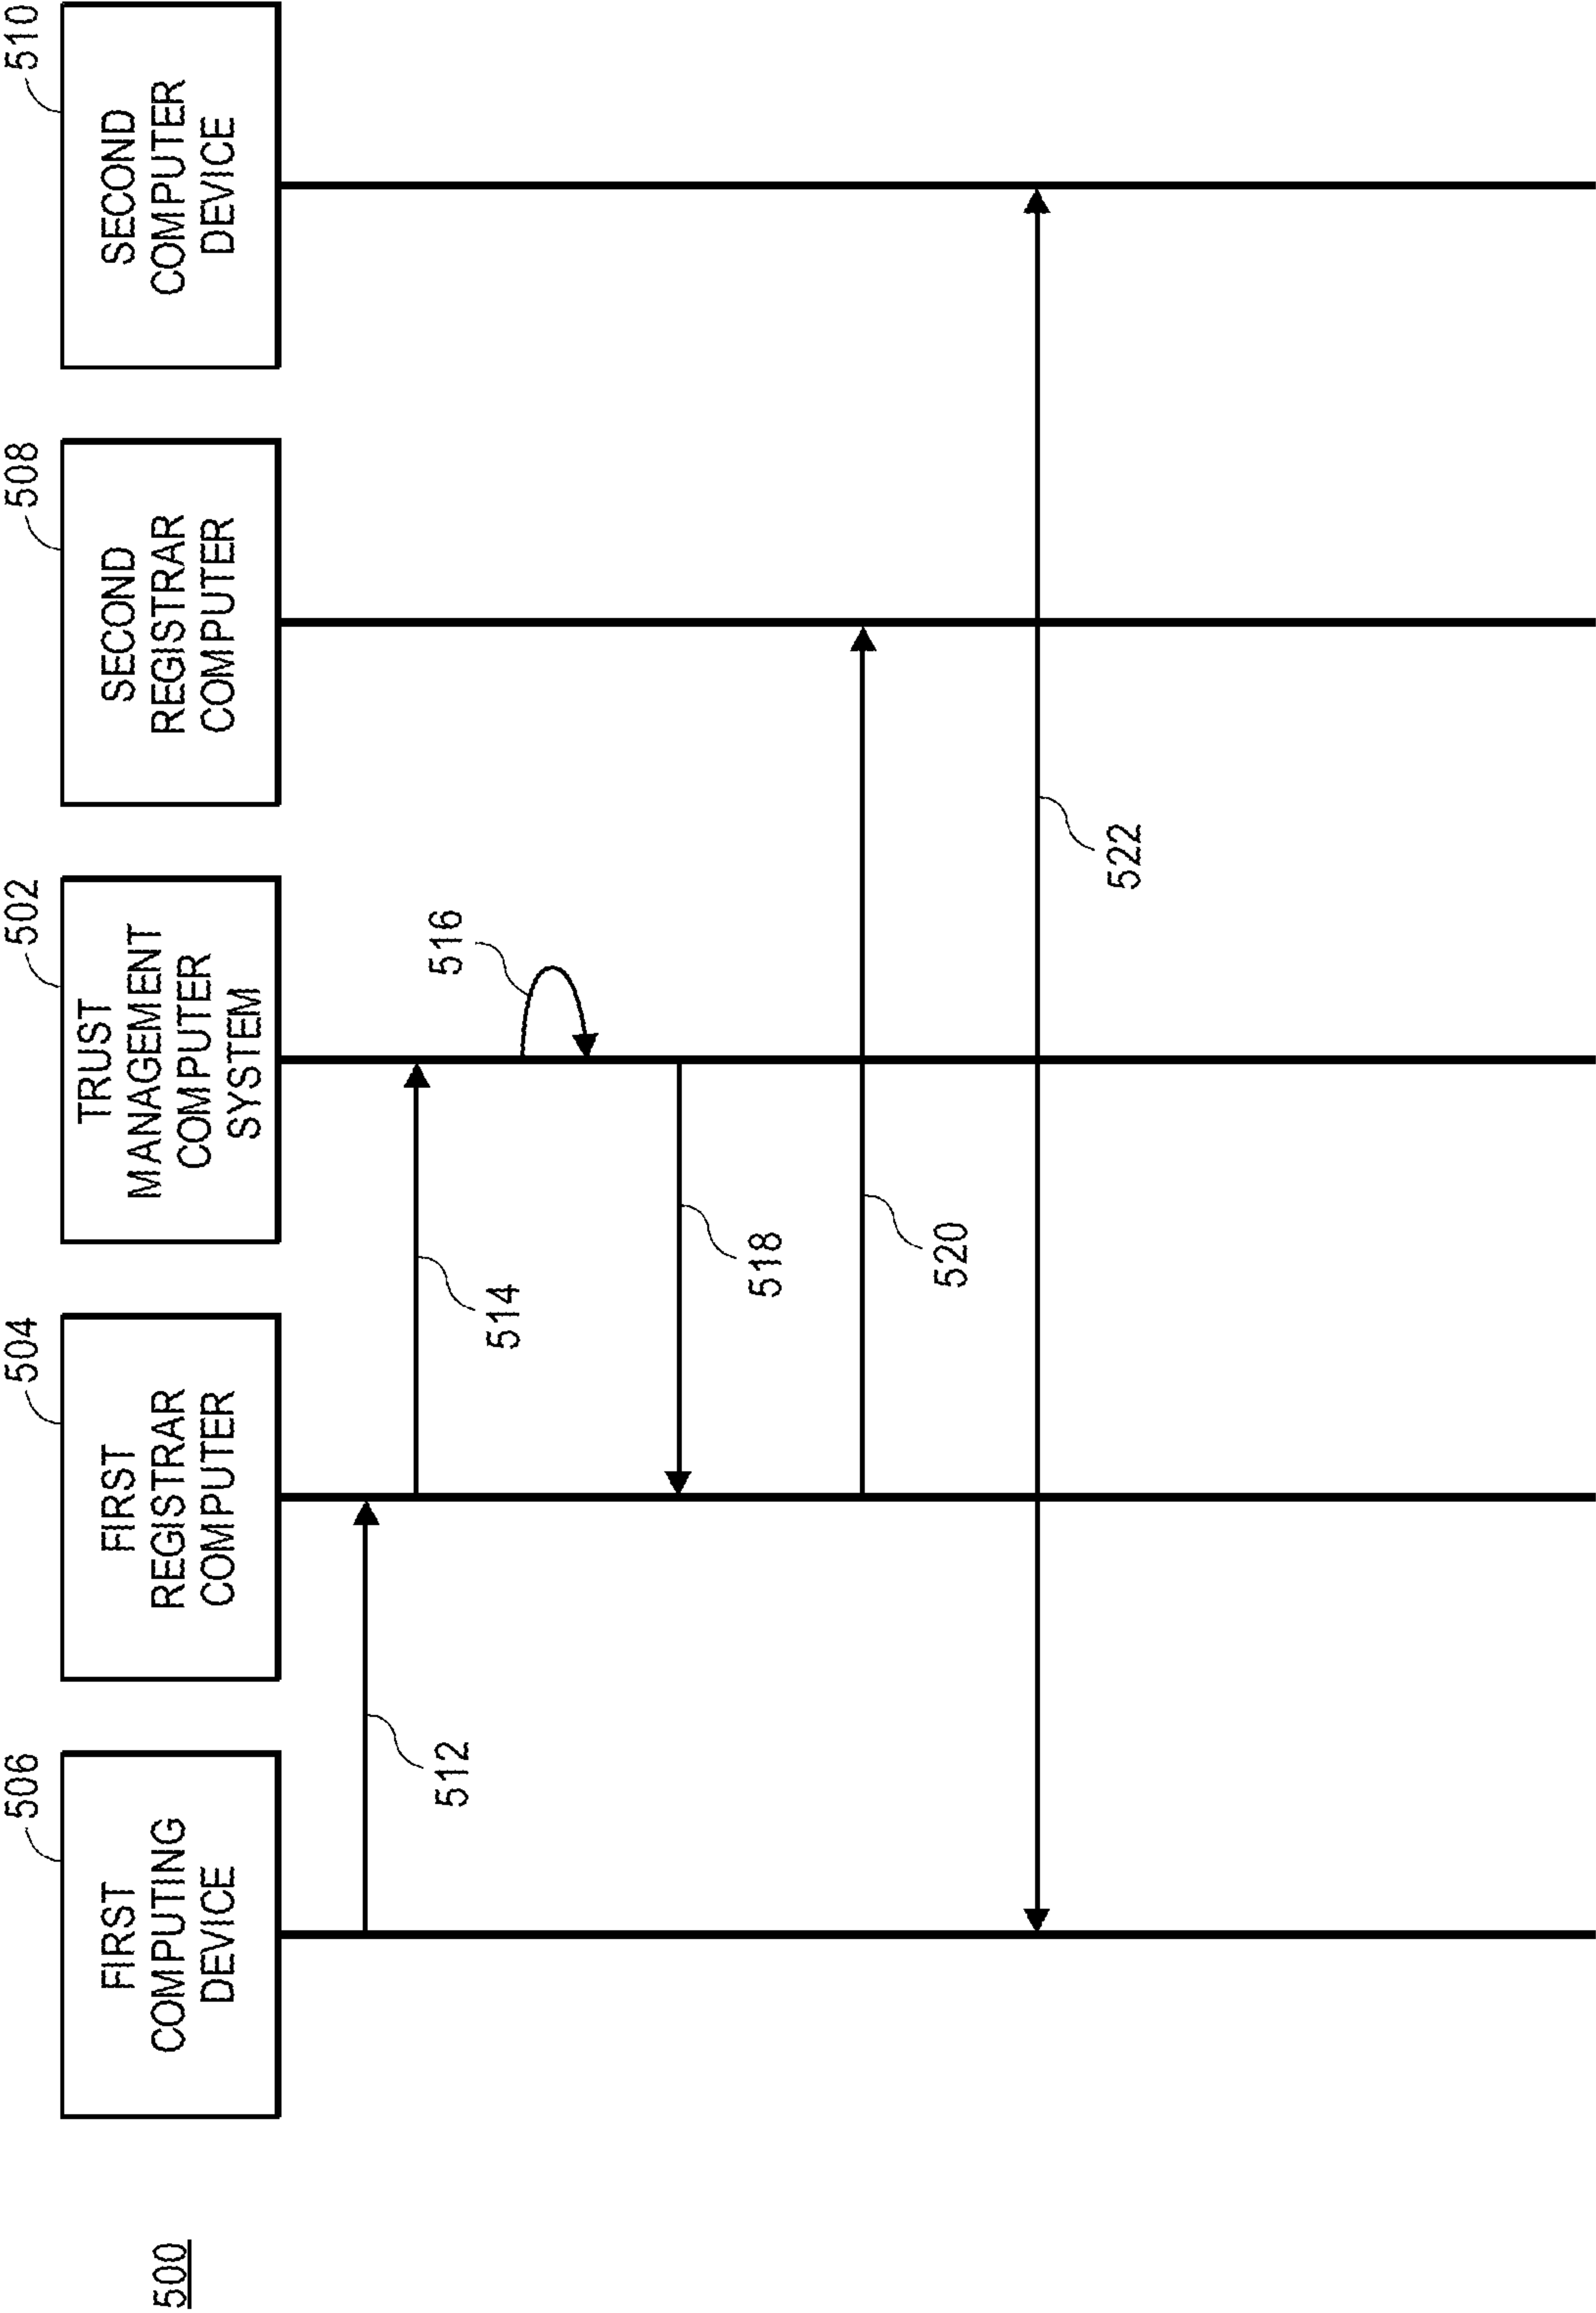 500
506
FIRST
COMPUTING
DEVICE
504
FIRST
REGISTRAR
COMPUTER
502
TRUST
MANAGEMENT
COMPUTER
SYSTEM
508
SECOND
REGISTRAR
COMPUTER
510
SECOND
COMPUTER
DEVICE
512
514
516
518
520
522